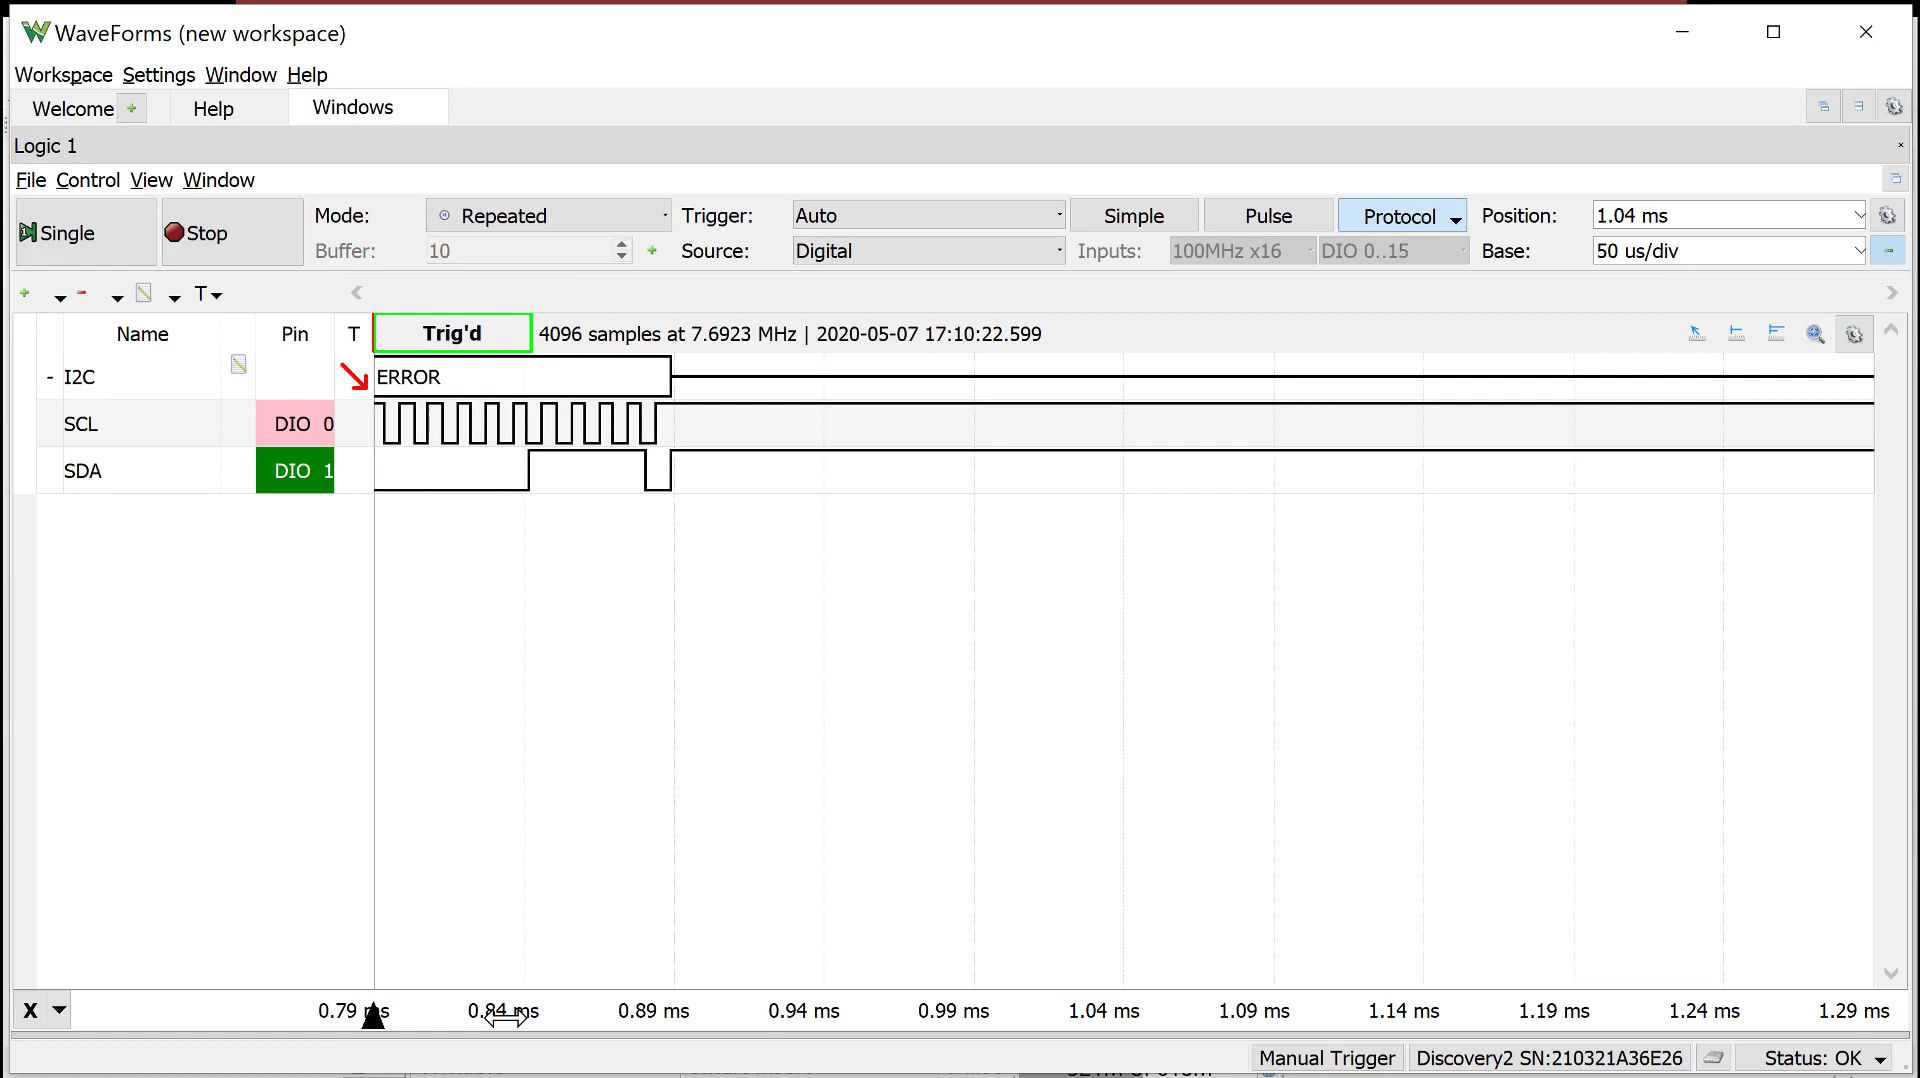 WaveForms (new workspace)
Workspace Settings Window Help
Welcome + Help Windows
Logic 1
File Control View Window
Single Stop Mode: Repeated Trigger: Auto Simple Pulse Protocol Position: 1.04 ms
Buffer: 10 Source: Digital Inputs: 100MHz x16 DIO 0..15 Base: 50 us/div
T
Name Pin T Trig'd 4096 samples at 7.6923 MHz | 2020-05-07 17:10:22.599
- I2C ERROR
SCL DIO 0
SDA DIO 1
X 0.79 ms 0.84 ms 0.89 ms 0.94 ms 0.99 ms 1.04 ms 1.09 ms 1.14 ms 1.19 ms 1.24 ms 1.29 ms
Manual Trigger Discovery2 SN:210321A36E26 Status: OK